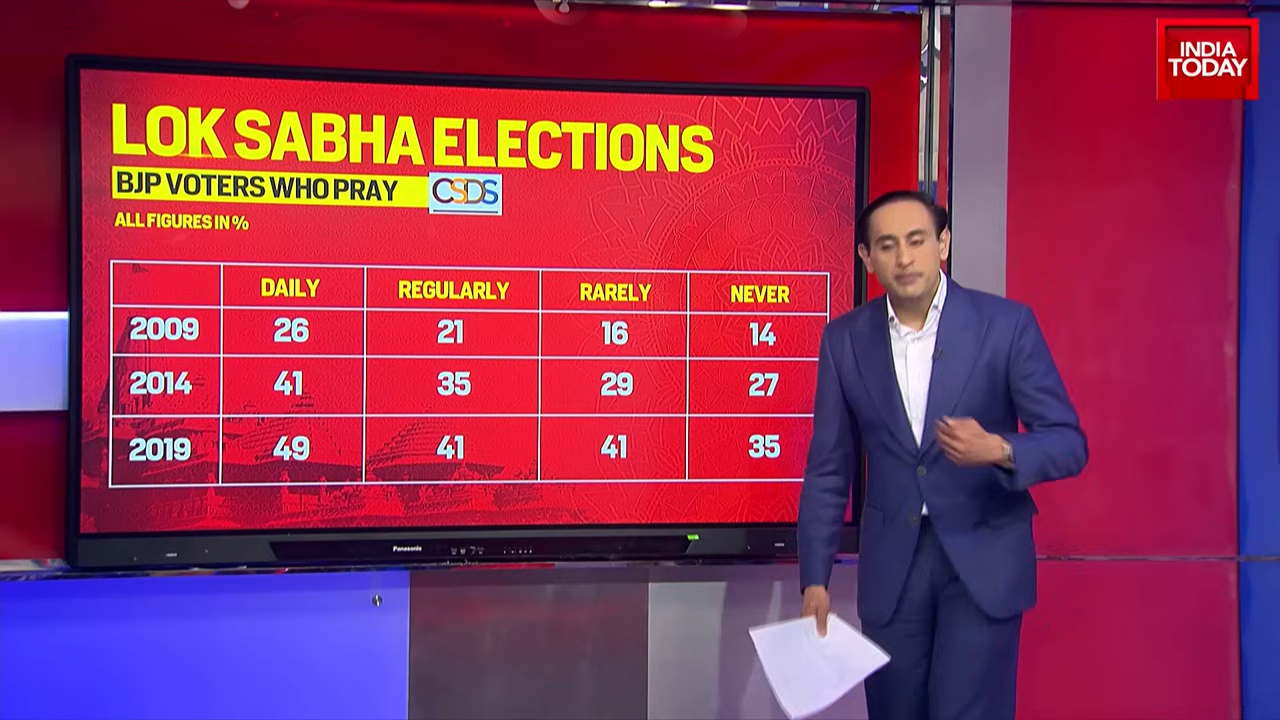 INDIA
TODAY
LOK SABHA ELECTIONS
BJP VOTERS WHO PRAY CSDS
ALL FIGURES IN %
DAILY REGULARLY RARELY NEVER
2009 26 21 16 14
2014 41 35 29 27
2019 49 41 41 35
Panasonic